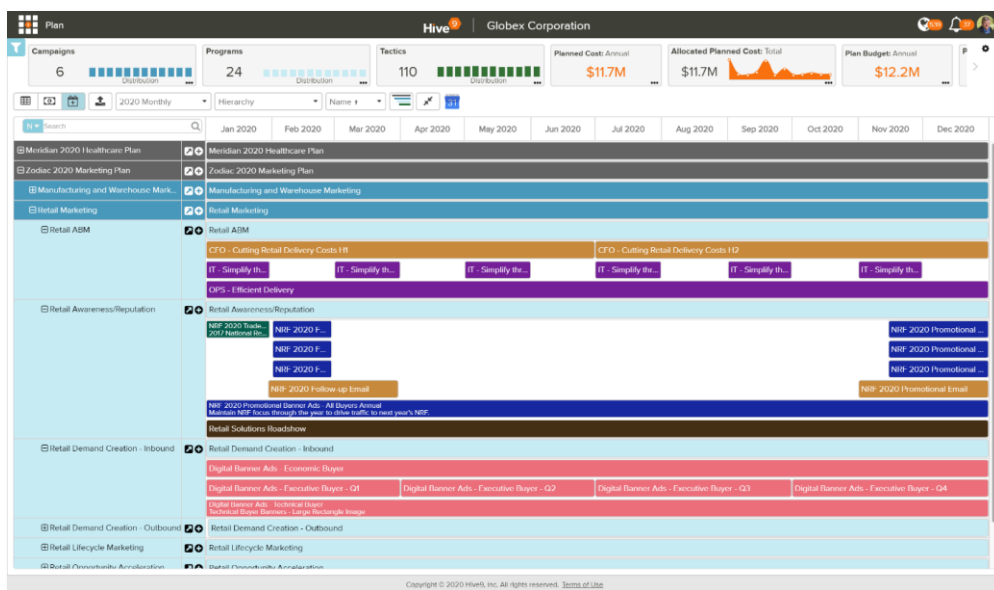 Plan
Hive9 Globex Corporation
Campaigns
6
Distribution
Programs
24
Distribution
Tactics
110
Distribution
Planned Cost: Annual
$11.7M
Allocated Planned Cost: Total
$11.7M
Plan Budget: Annual
$12.2M
P
2020 Monthly
Hierarchy
Name
31
N
Search
Jan 2020 Feb 2020 Mar 2020 Apr 2020 May 2020 Jun 2020 Jul 2020 Aug 2020 Sep 2020 Oct 2020 Nov 2020 Dec 2020
Meridian 2020 Healthcare Plan Meridian 2020 Healthcare Plan
Zodiac 2020 Marketing Plan Zodiac 2020 Marketing Plan
Manufacturing and Warehouse Mark... Manufacturing and Warehouse Marketing
Retail Marketing Retail Marketing
Retail ABM Retail ABM
CFO - Cutting Retail Delivery Costs H1 CFO - Cutting Retail Delivery Costs H2
IT - Simplify th... IT - Simplify th... IT - Simplify thr... IT - Simplify thr... IT - Simplify th... IT - Simplify th...
OPS - Efficient Delivery
Retail Awareness/Reputation Retail Awareness/Reputation
NRF 2020 Trade...
2017 National Re...
NRF 2020 F... NRF 2020 Promotional ...
NRF 2020 F... NRF 2020 Promotional ...
NRF 2020 F... NRF 2020 Promotional ...
NRF 2020 Follow-up Email NRF 2020 Promotional Email
NRF 2020 Promotional Banner Ads - All Buyers Annual
Maintain NRF focus through the year to drive traffic to next year's NRF.
Retail Solutions Roadshow
Retail Demand Creation - Inbound Retail Demand Creation - Inbound
Digital Banner Ads - Economic Buyer
Digital Banner Ads - Executive Buyer - Q1 Digital Banner Ads - Executive Buyer - Q2 Digital Banner Ads - Executive Buyer - Q3 Digital Banner Ads - Executive Buyer - Q4
Digital Banner Ads - Technical Buyer
Technical Buyer Banners - Large Rectangle Image
Retail Demand Creation - Outbound Retail Demand Creation - Outbound
Retail Lifecycle Marketing Retail Lifecycle Marketing
Retail Opportunity Acceleration Retail Opportunity Acceleration
Copyright © 2020 Hive9, Inc. All rights reserved. Terms of Use